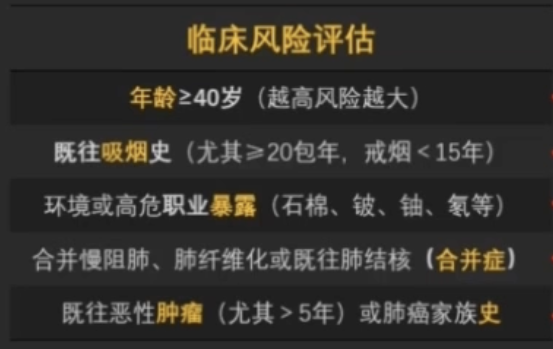 临床风险评估
年龄≥40岁（越高风险越大）
既往吸烟史（尤其≥20包年，戒烟<15年）
环境或高危职业暴露（石棉、铍、铀、氡等）
合并慢阻肺、肺纤维化或既往肺结核（合并症）
既往恶性肿瘤（尤其>5年）或肺癌家族史